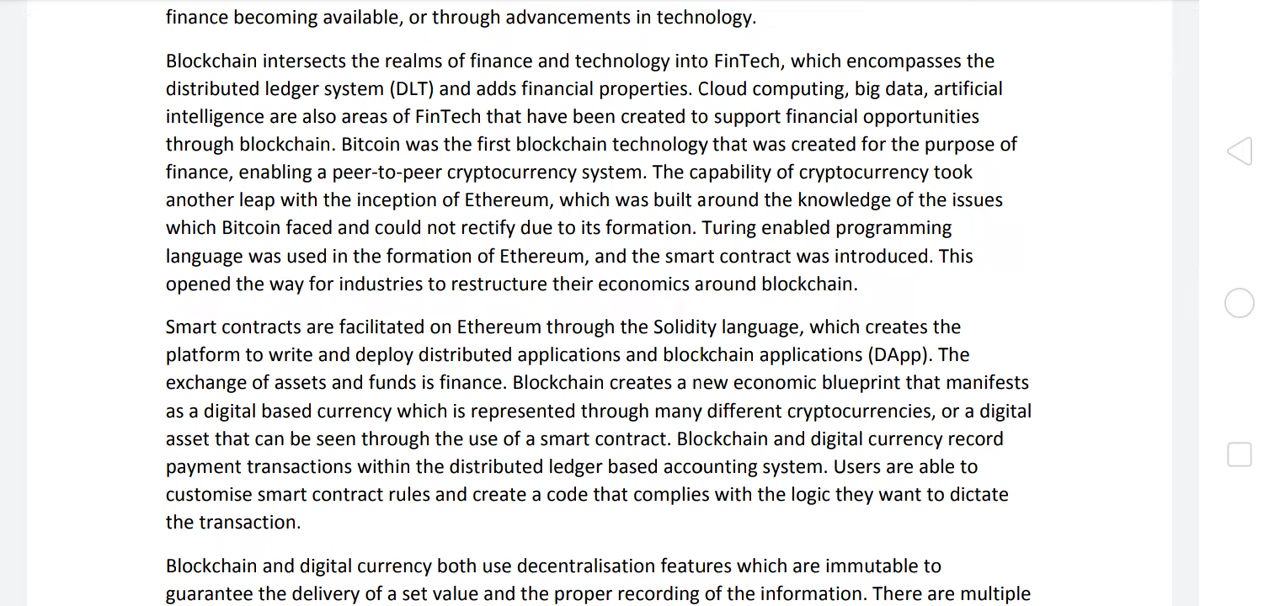 finance becoming available, or through advancements in technology.
Blockchain intersects the realms of finance and technology into FinTech, which encompasses the
distributed ledger system (DLT) and adds financial properties. Cloud computing, big data, artificial
intelligence are also areas of FinTech that have been created to support financial opportunities
through blockchain. Bitcoin was the first blockchain technology that was created for the purpose of
finance, enabling a peer-to-peer cryptocurrency system. The capability of cryptocurrency took
another leap with the inception of Ethereum, which was built around the knowledge of the issues
which Bitcoin faced and could not rectify due to its formation. Turing enabled programming
language was used in the formation of Ethereum, and the smart contract was introduced. This
opened the way for industries to restructure their economics around blockchain.
Smart contracts are facilitated on Ethereum through the Solidity language, which creates the
platform to write and deploy distributed applications and blockchain applications (DApp). The
exchange of assets and funds is finance. Blockchain creates a new economic blueprint that manifests
as a digital based currency which is represented through many different cryptocurrencies, or a digital
asset that can be seen through the use of a smart contract. Blockchain and digital currency record
payment transactions within the distributed ledger based accounting system. Users are able to
customise smart contract rules and create a code that complies with the logic they want to dictate
the transaction.
Blockchain and digital currency both use decentralisation features which are immutable to
guarantee the delivery of a set value and the proper recording of the information. There are multiple